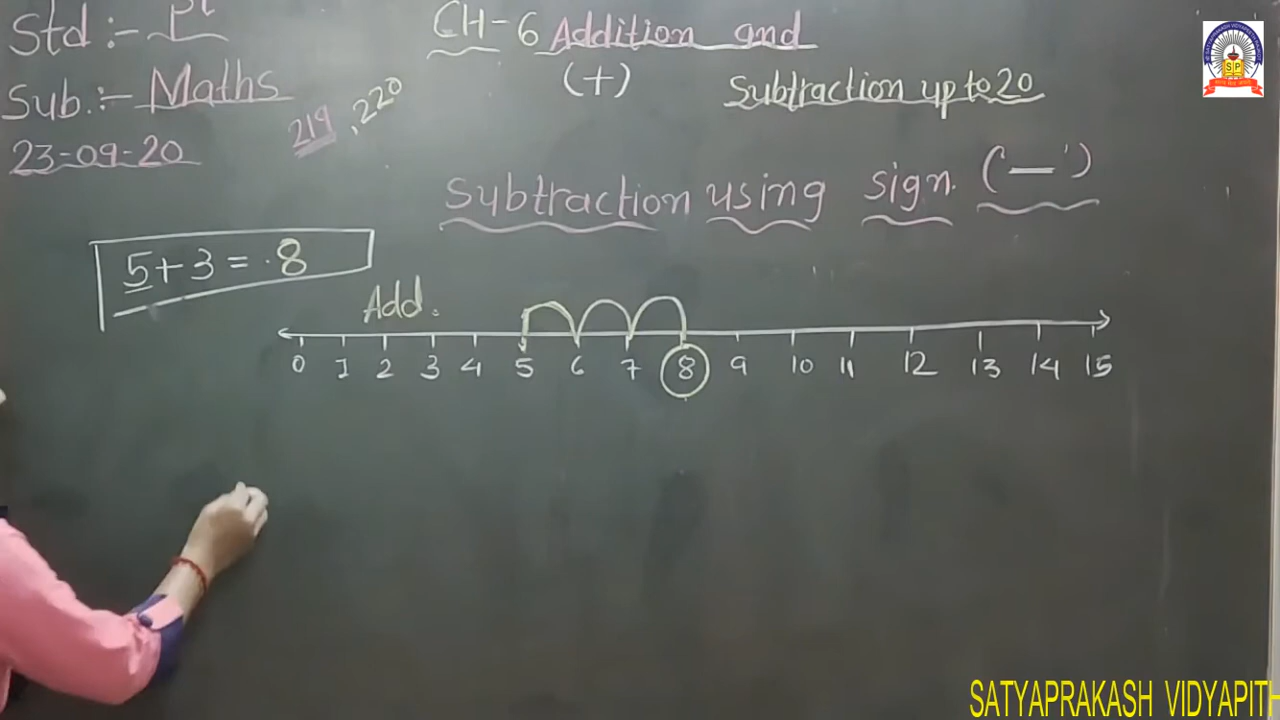 Std :- 1st
Sub :- Maths
23-09-20
219, 220
CH-6 Addition and
(+)
Subtraction up to 20
Subtraction using sign. ('—')
5 + 3 = 8
Add.
0 1 2 3 4 5 6 7 8 9 10 11 12 13 14 15
SP
SATYAPRAKASH VIDYAPITH